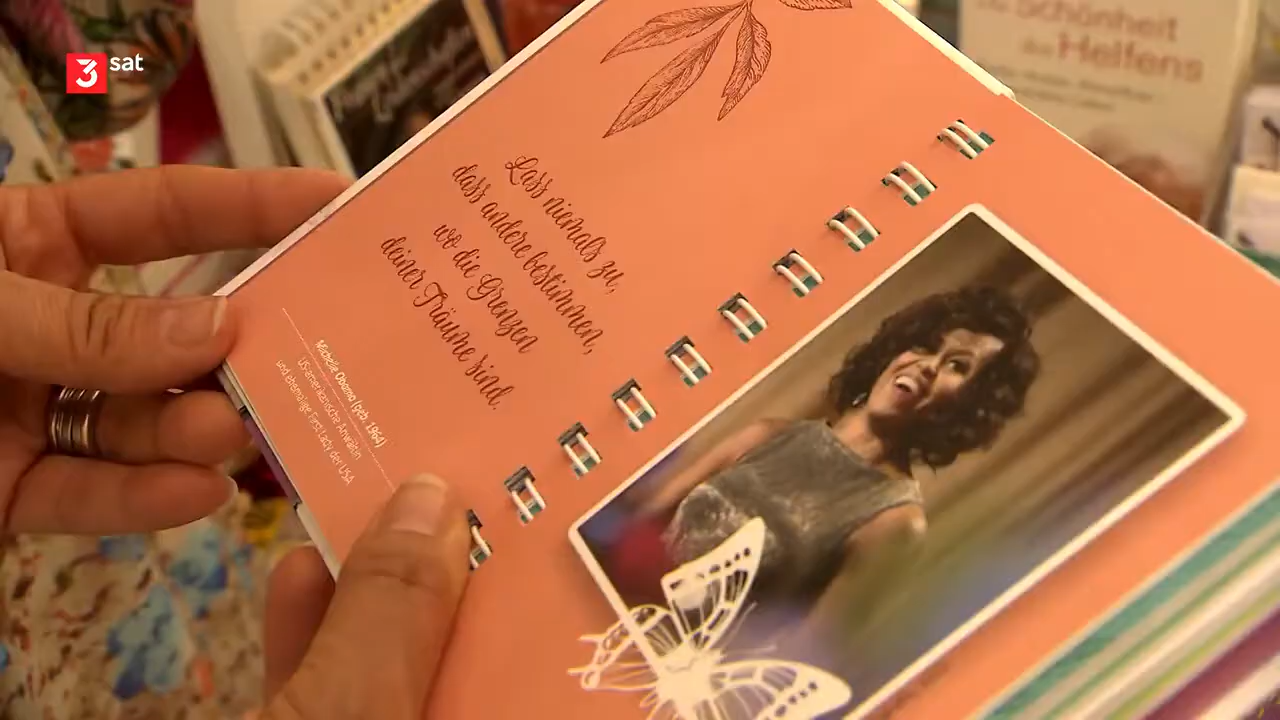 3sat
Schönheit
des Helfens
Lass niemals zu,
dass andere bestimmen,
wo die Grenzen
deiner Träume sind.
Michelle Obama (geb. 1964)
US-amerikanische Anwältin
und ehemalige First Lady der USA